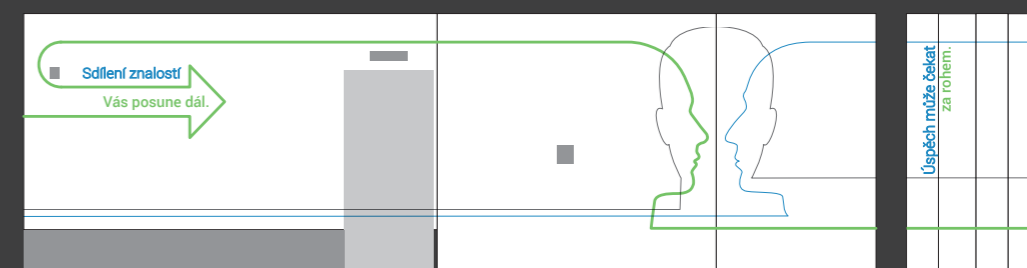 Sdílení znalostí
Vás posune dál.
Úspěch může čekat
za rohem.